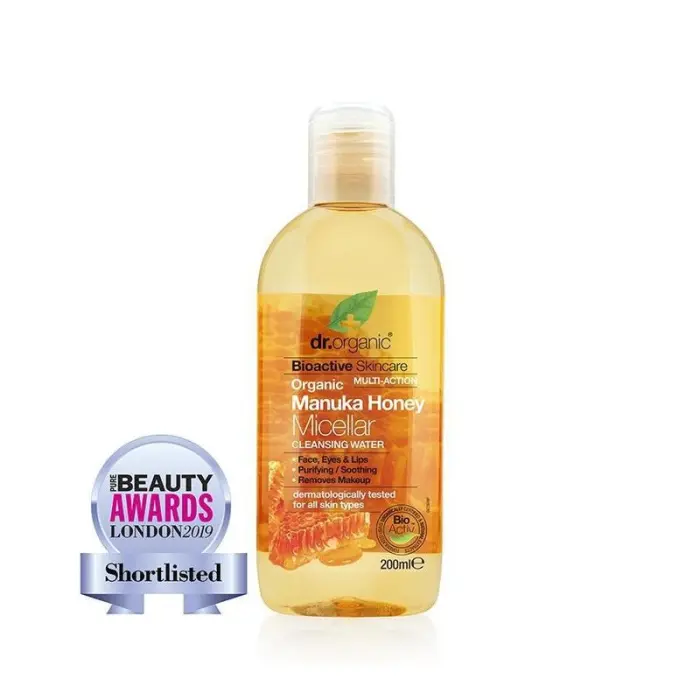 dr.organic®
Bioactive Skincare
MULTI-ACTION
Organic
Manuka Honey
Micellar
CLEANSING WATER
• Face, Eyes & Lips
• Purifying / Soothing
• Removes Makeup
dermatologically tested
for all skin types
Bio
Activ
200ml℮
PURE
BEAUTY
AWARDS
LONDON2019
Shortlisted